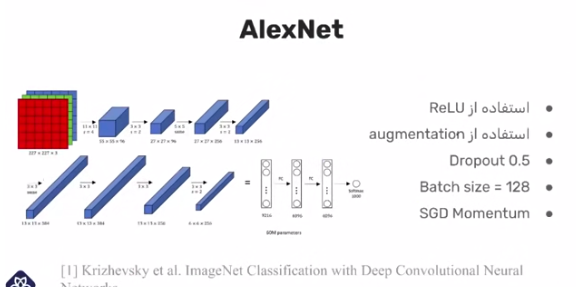 AlexNet
استفاده از ReLU
استفاده از augmentation
Dropout 0.5
Batch size = 128
SGD Momentum
11 x 11
s = 4
3 x 3
s = 2
5 x 5
same
3 x 3
s = 2
227 x 227 x 3
55 x 55 x 96
27 x 27 x 96
27 x 27 x 256
13 x 13 x 256
3 x 3
same
3 x 3
3 x 3
3 x 3
s = 2
=
FC
FC
Softmax
1000
13 x 13 x 384
13 x 13 x 384
13 x 13 x 256
6 x 6 x 256
9216
4096
4096
60M parameters
[1] Krizhevsky et al. ImageNet Classification with Deep Convolutional Neural
Networks